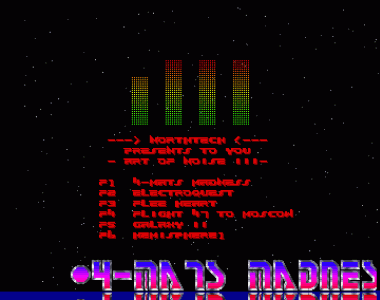 ---> NORTHTECH <---
PRESENTS TO YOU
- ART OF NOISE III -
F1 4-MATS MADNESS
F2 ELECTROQUEST
F3 FLEE HEART
F4 FLIGHT 47 TO MOSCOW
F5 GALAXY II
F6 HEMISPHERE!
4-MATS MADNES